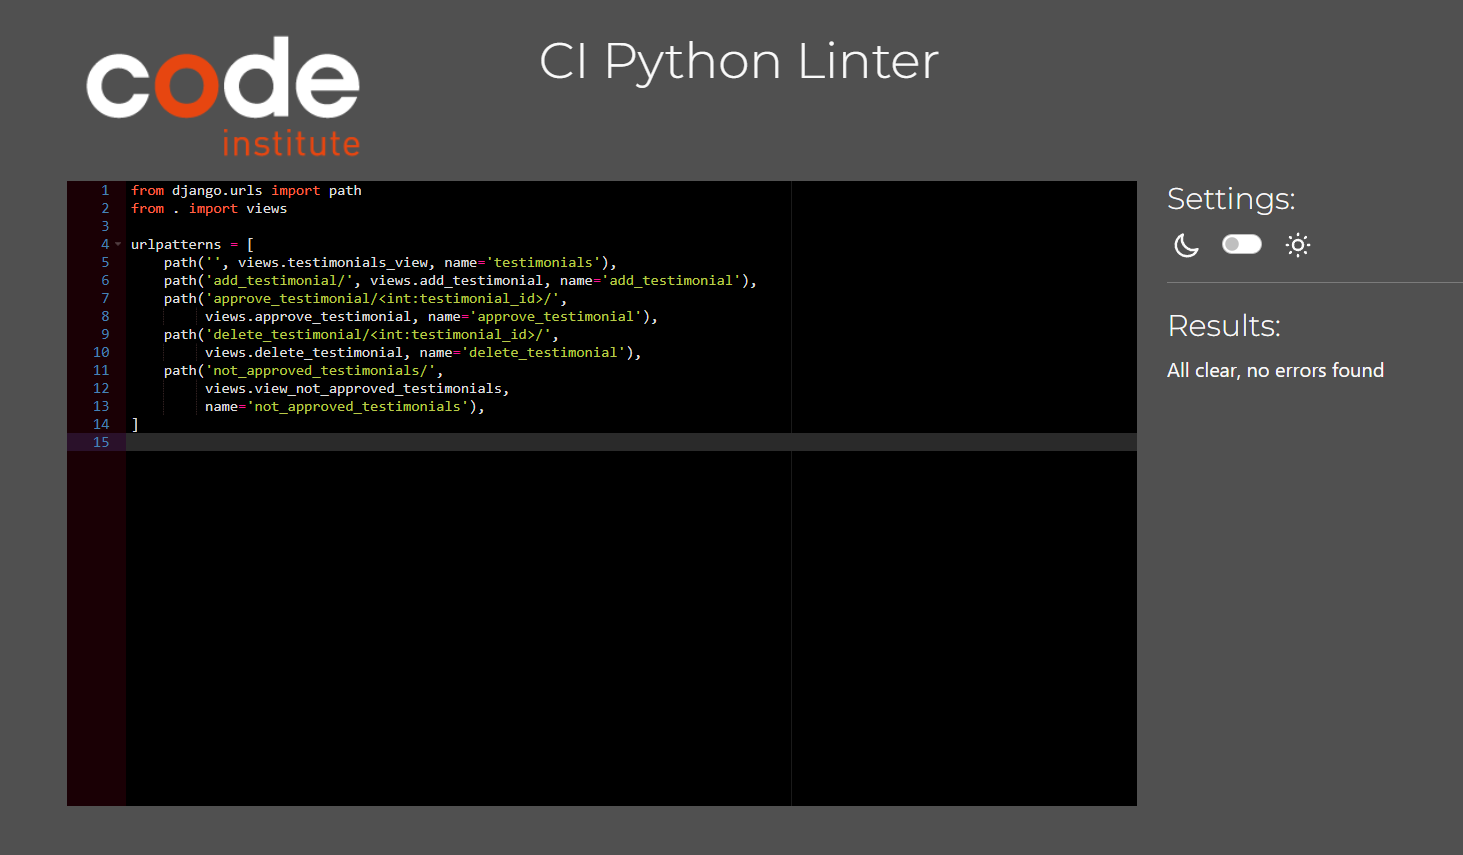 code
institute
CI Python Linter
1 from django.urls import path
2 from . import views
3
4 urlpatterns = [
5     path('', views.testimonials_view, name='testimonials'),
6     path('add_testimonial/', views.add_testimonial, name='add_testimonial'),
7     path('approve_testimonial/<int:testimonial_id>/',
8          views.approve_testimonial, name='approve_testimonial'),
9     path('delete_testimonial/<int:testimonial_id>/',
10          views.delete_testimonial, name='delete_testimonial'),
11     path('not_approved_testimonials/',
12          views.view_not_approved_testimonials,
13          name='not_approved_testimonials'),
14 ]
15
Settings:
Results:
All clear, no errors found